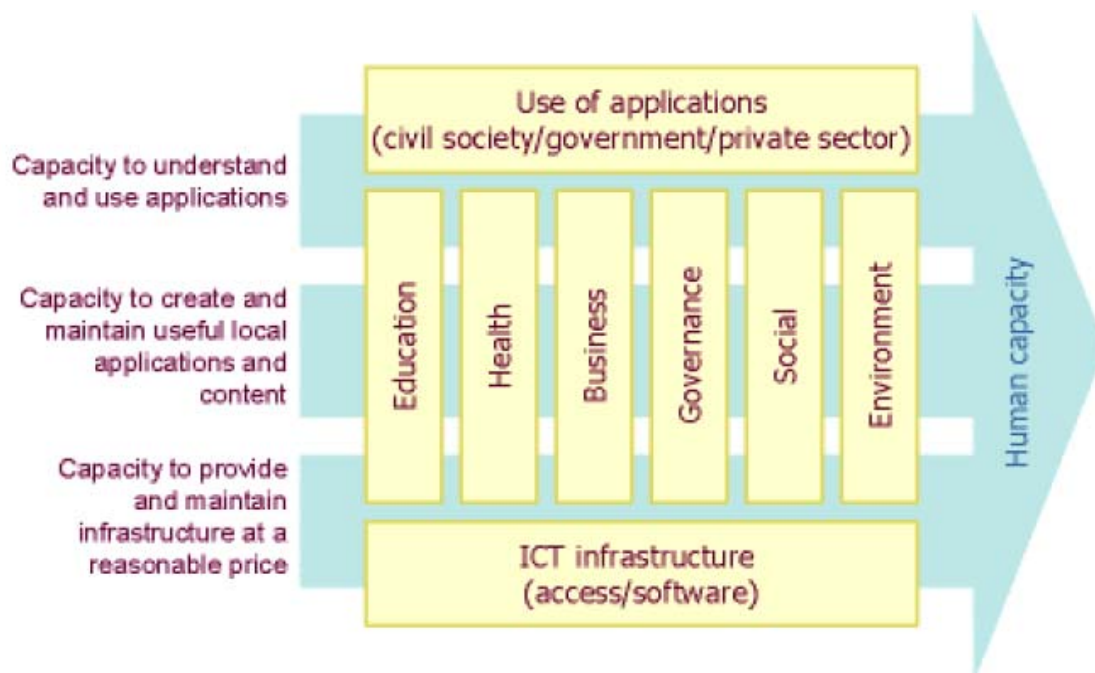 Use of applications
(civil society/government/private sector)
Capacity to understand
and use applications
Capacity to create and
maintain useful local
applications and
content
Capacity to provide
and maintain
infrastructure at a
reasonable price
Education
Health
Business
Governance
Social
Environment
Human capacity
ICT infrastructure
(access/software)